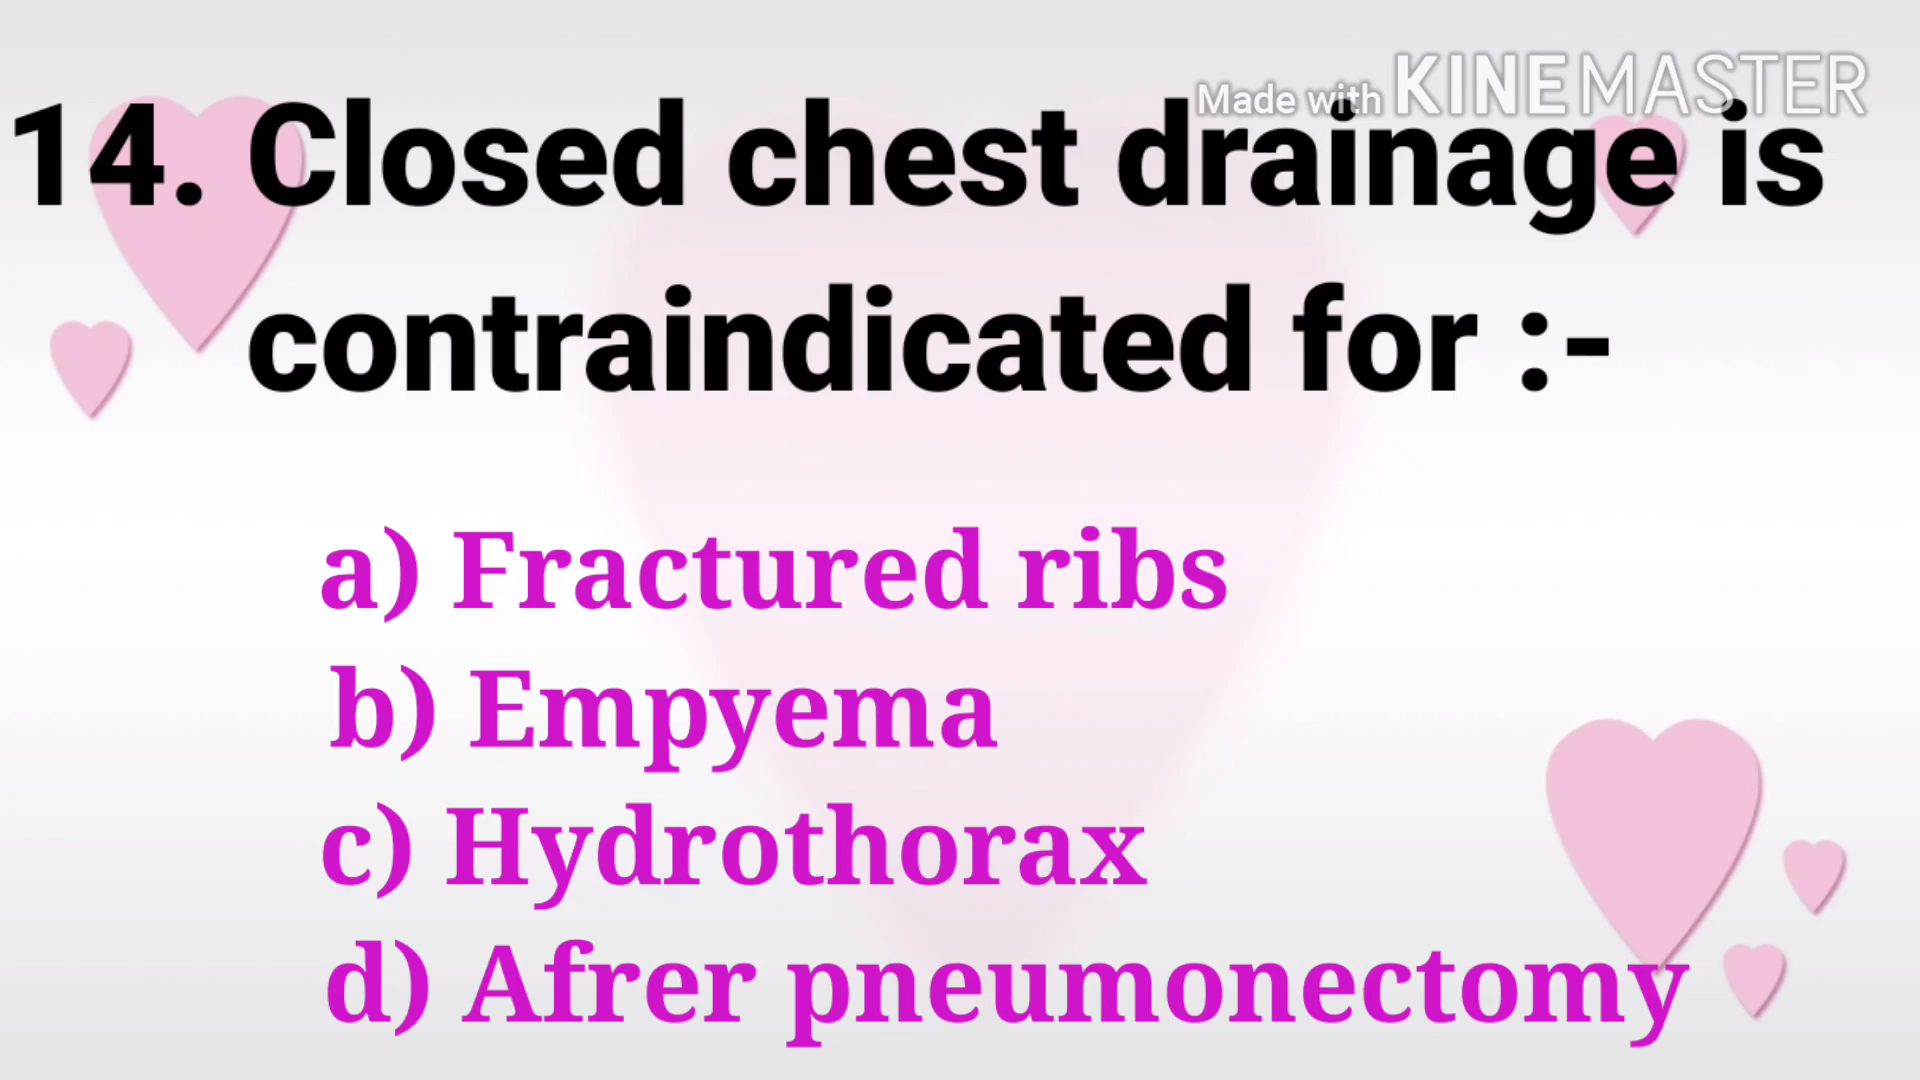 Made with KINEMASTER
14. Closed chest drainage is
contraindicated for :-
a) Fractured ribs
b) Empyema
c) Hydrothorax
d) Afrer pneumonectomy